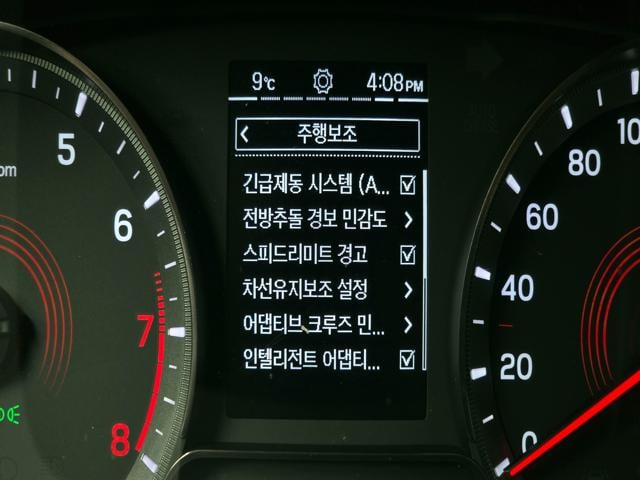 9℃ 4:08PM
주행보조
긴급제동 시스템 (A...
전방추돌 경보 민감도
스피드리미트 경고
차선유지보조 설정
어댑티브 크루즈 민...
인텔리전트 어댑티...
5
6
7
8
0
20
40
60
80